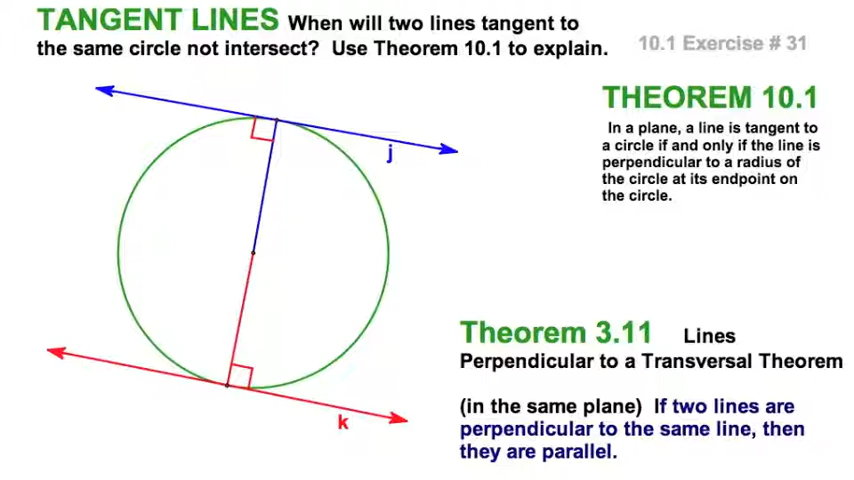 TANGENT LINES When will two lines tangent to
the same circle not intersect? Use Theorem 10.1 to explain.
10.1 Exercise # 31
THEOREM 10.1
In a plane, a line is tangent to
a circle if and only if the line is
perpendicular to a radius of
the circle at its endpoint on
the circle.
j
Theorem 3.11 Lines
Perpendicular to a Transversal Theorem
(in the same plane) If two lines are
perpendicular to the same line, then
they are parallel.
k